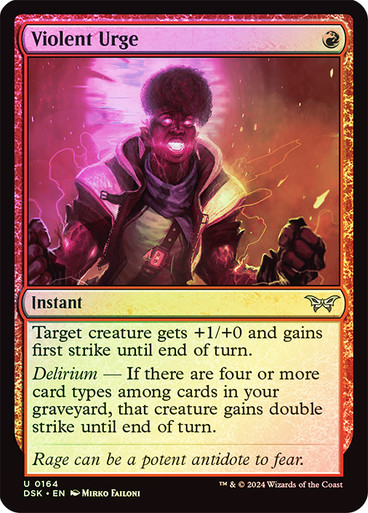 Violent Urge
Instant
Target creature gets +1/+0 and gains
first strike until end of turn.
Delirium — If there are four or more
card types among cards in your
graveyard, that creature gains double
strike until end of turn.
Rage can be a potent antidote to fear.
U 0164
DSK • EN Mirko Failoni
™ & © 2024 Wizards of the Coast